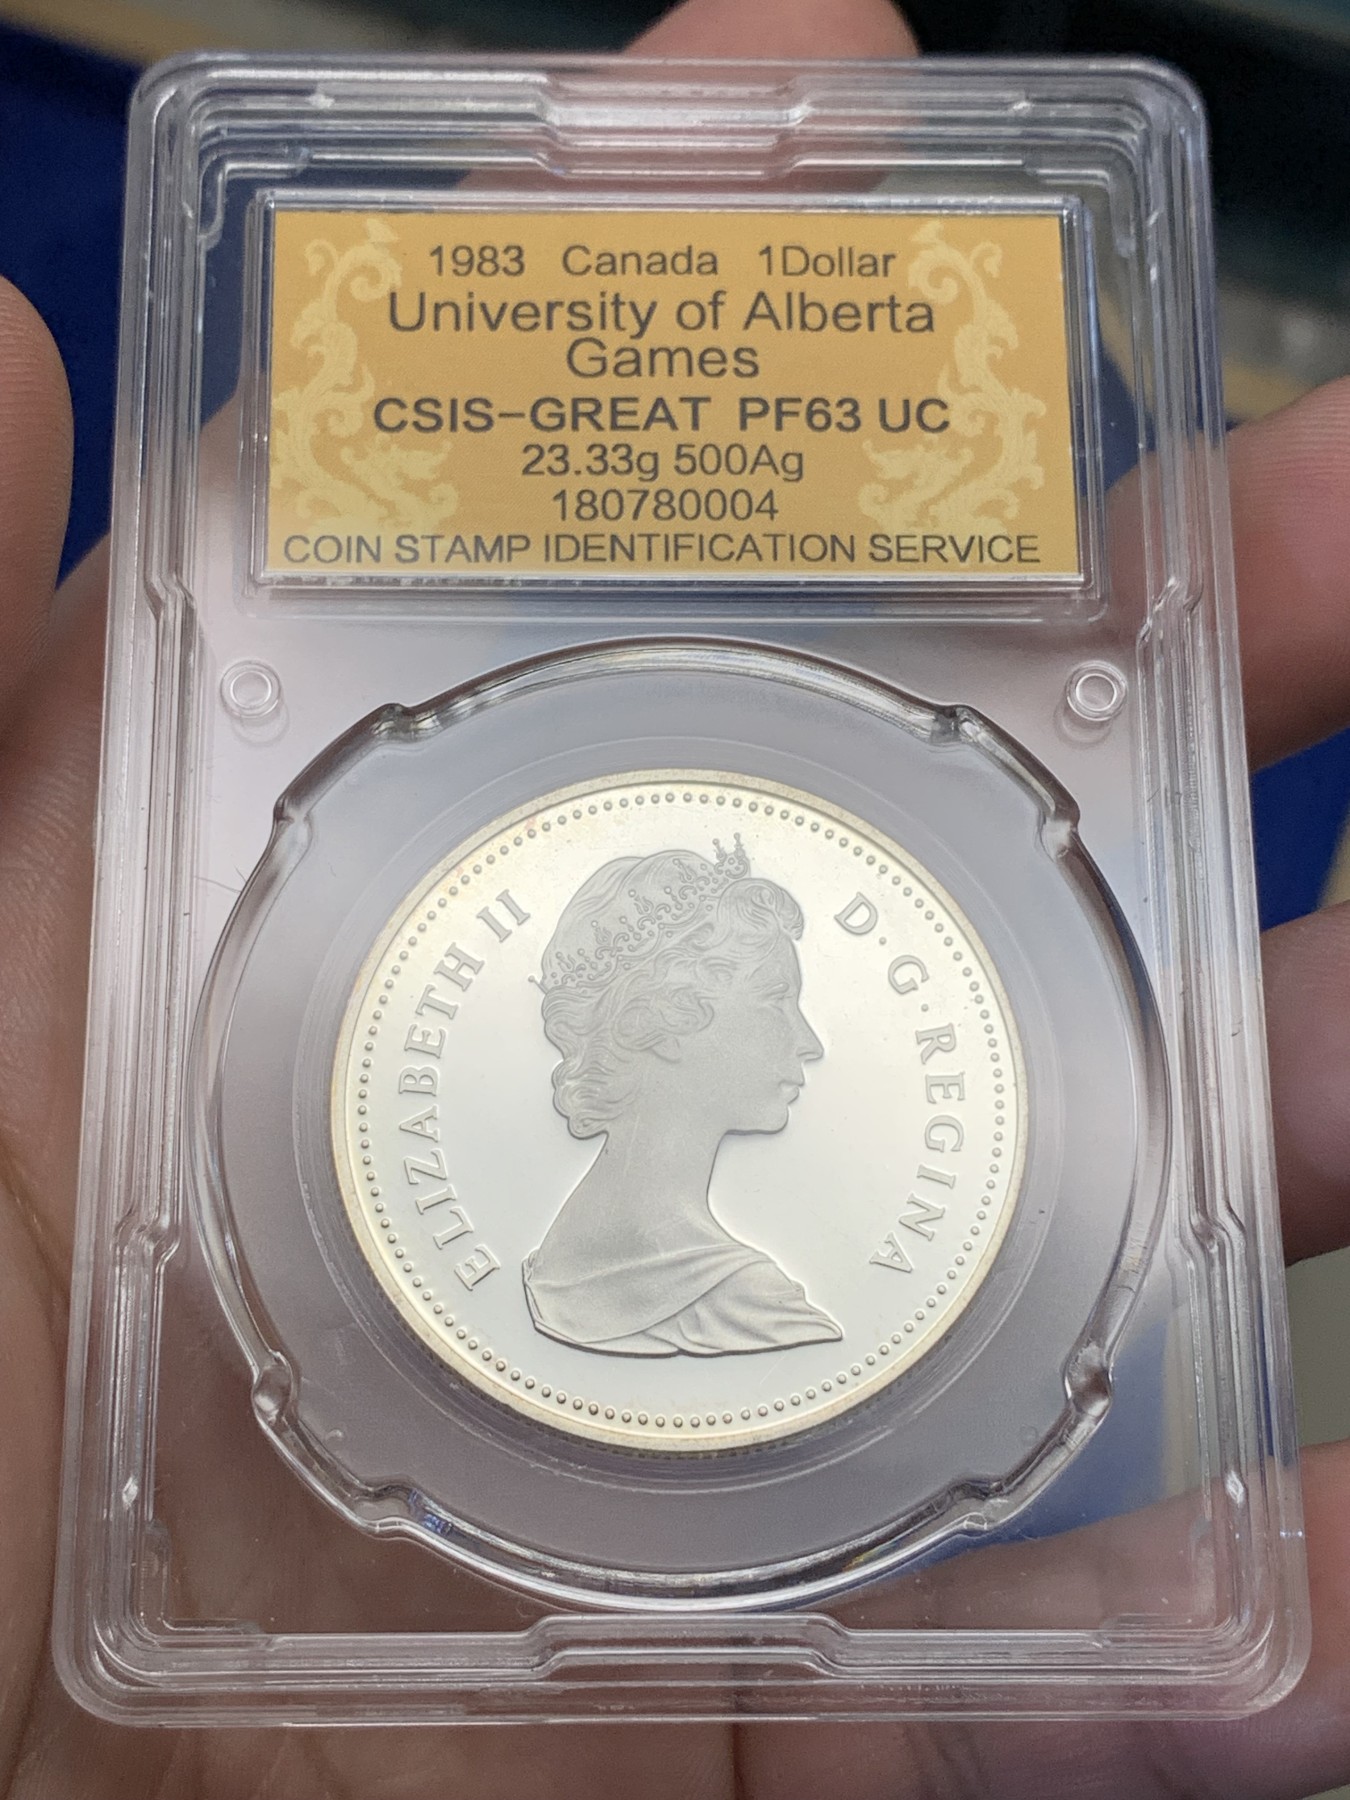 1983 Canada 1Dollar
University of Alberta
Games
CSIS-GREAT PF63 UC
23.33g 500Ag
180780004
COIN STAMP IDENTIFICATION SERVICE
ELIZABETH II D·G·REGINA